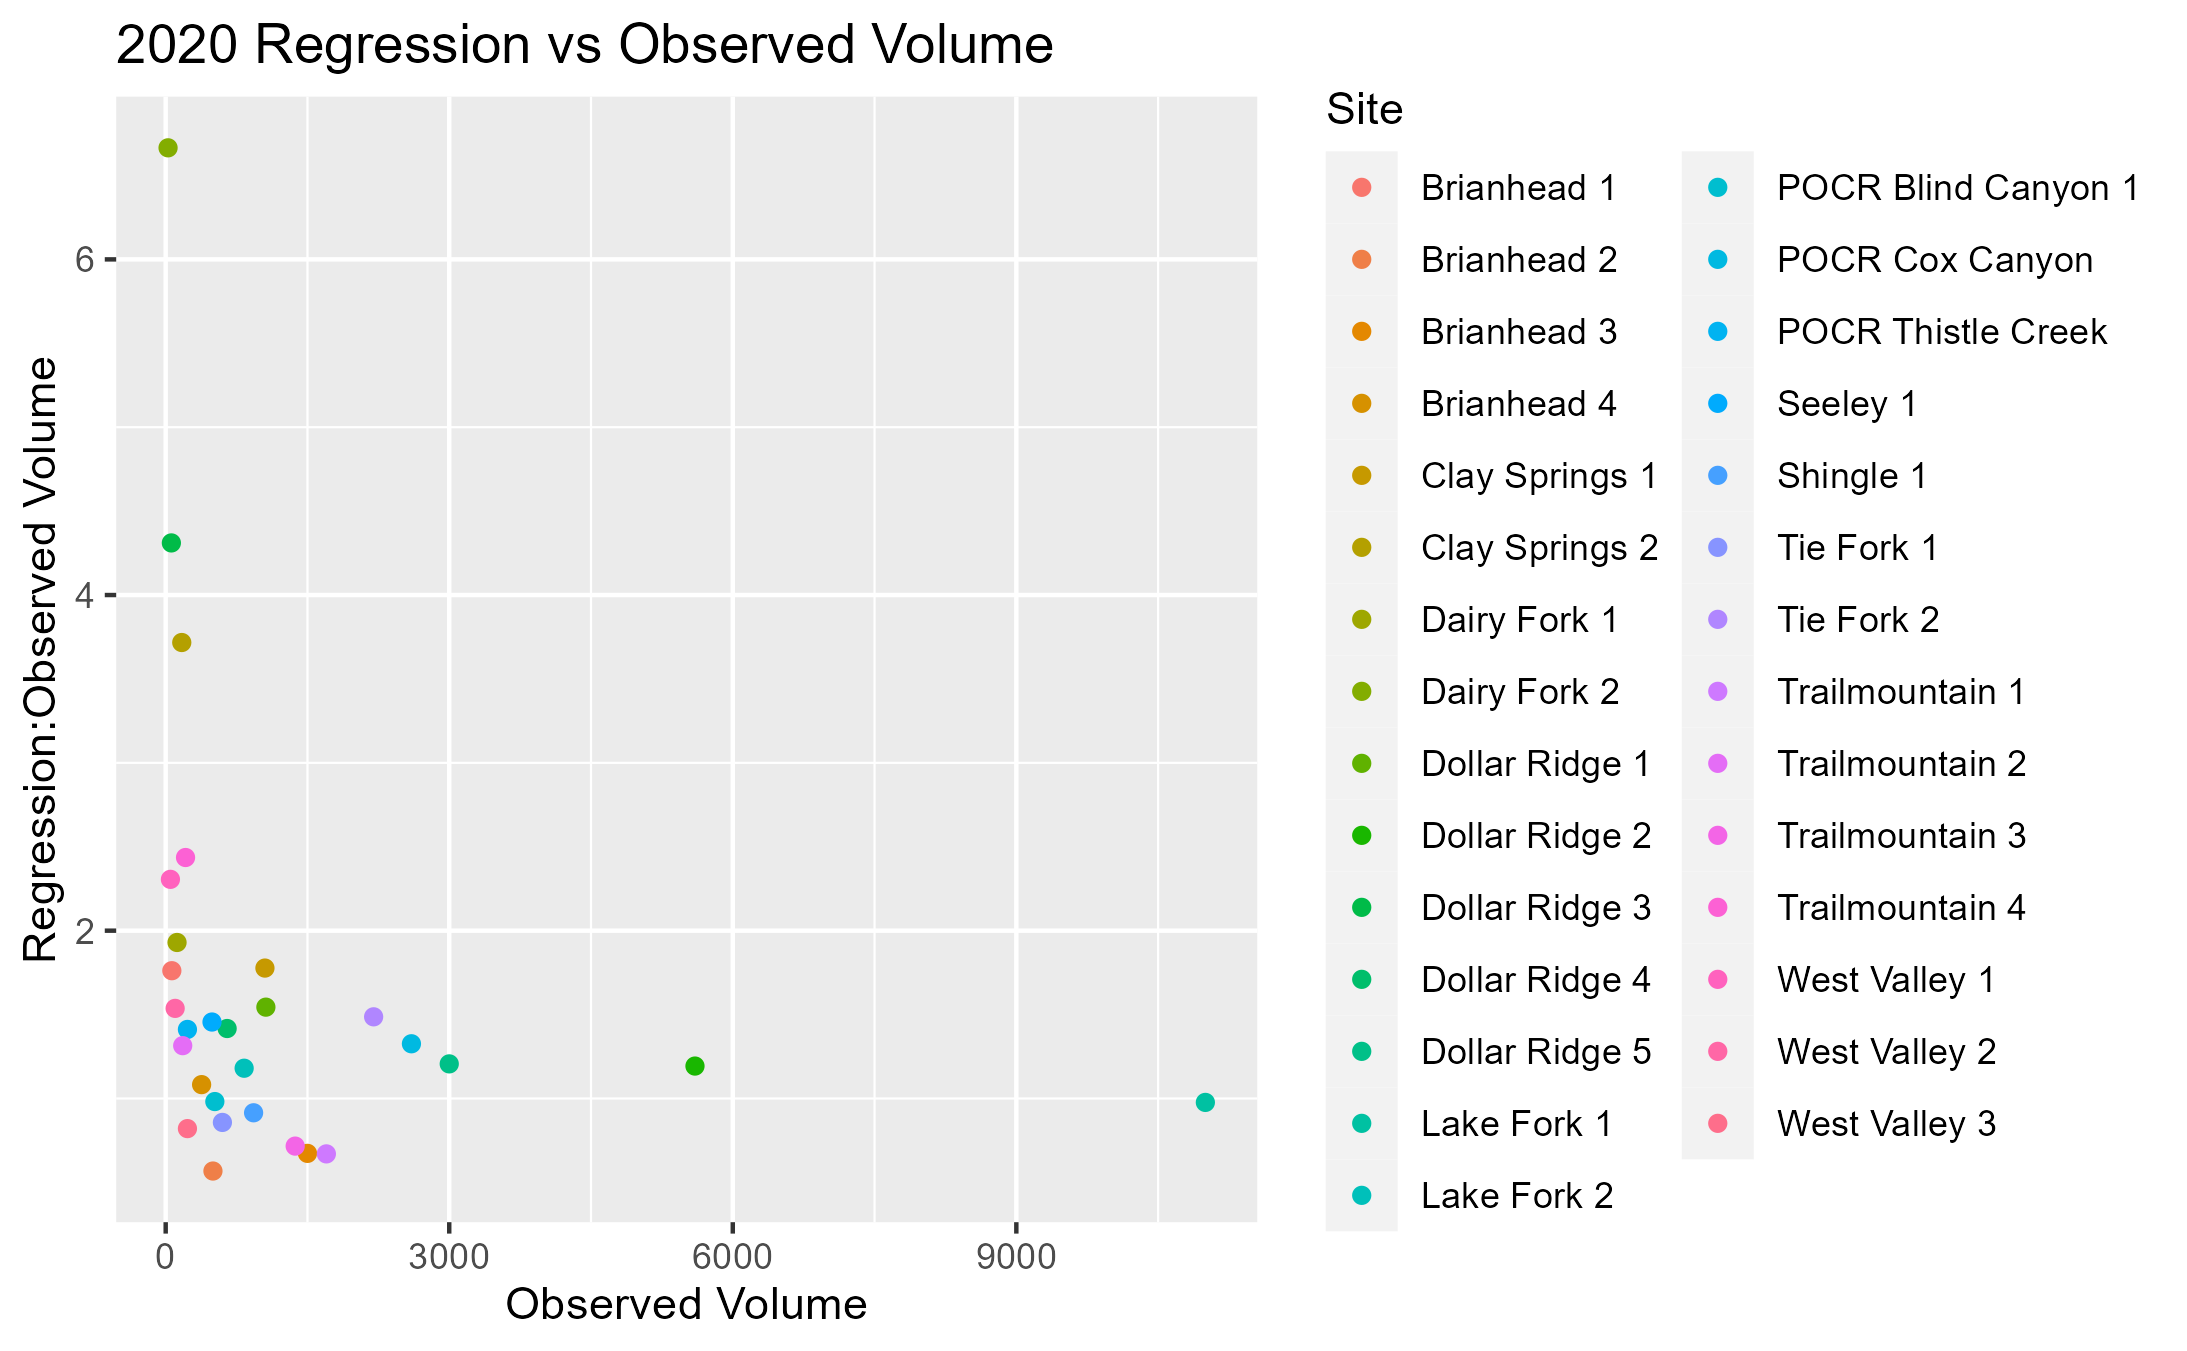 2020 Regression vs Observed Volume
Regression:Observed Volume
6
4
2
0
3000
6000
9000
Observed Volume
Site
Brianhead 1
Brianhead 2
Brianhead 3
Brianhead 4
Clay Springs 1
Clay Springs 2
Dairy Fork 1
Dairy Fork 2
Dollar Ridge 1
Dollar Ridge 2
Dollar Ridge 3
Dollar Ridge 4
Dollar Ridge 5
Lake Fork 1
Lake Fork 2
POCR Blind Canyon 1
POCR Cox Canyon
POCR Thistle Creek
Seeley 1
Shingle 1
Tie Fork 1
Tie Fork 2
Trailmountain 1
Trailmountain 2
Trailmountain 3
Trailmountain 4
West Valley 1
West Valley 2
West Valley 3